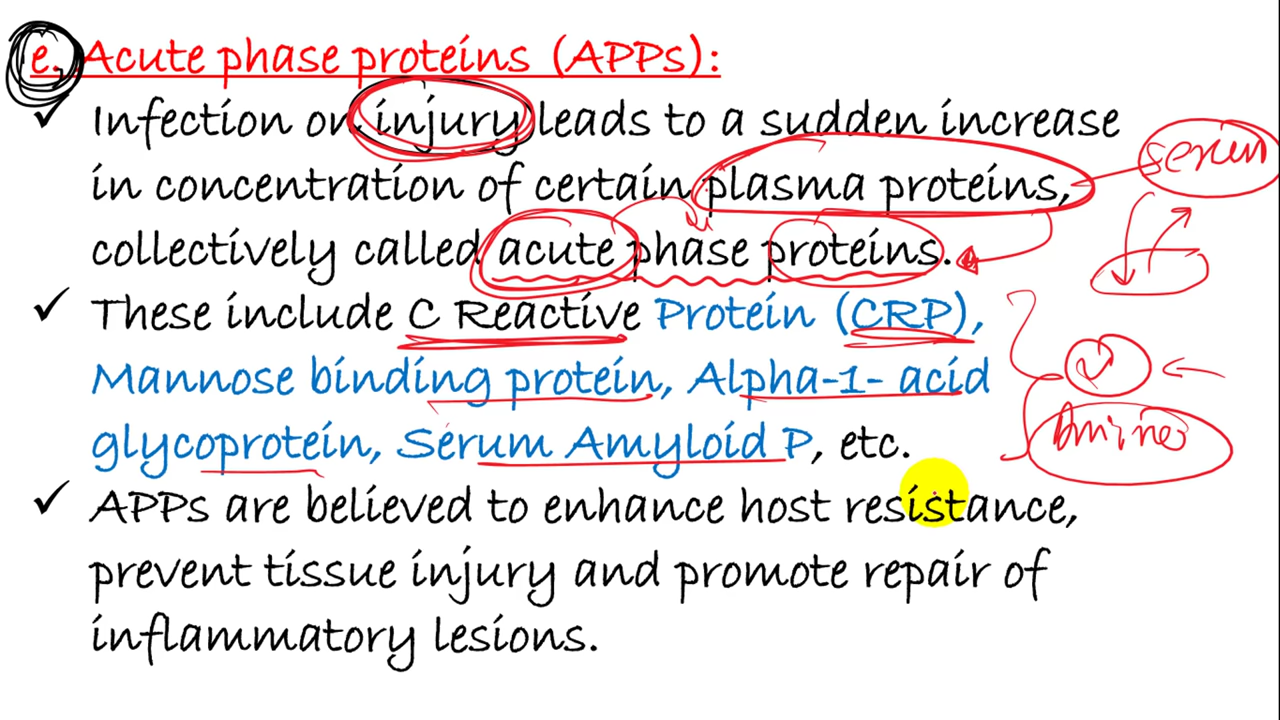 e. Acute phase proteins (APPs):
✓ Infection or injury leads to a sudden increase
in concentration of certain plasma proteins,
serum
collectively called acute phase proteins.
✓ These include C Reactive Protein (CRP),
Mannose binding protein, Alpha-1- acid
glycoprotein, Serum Amyloid P, etc.
✓ APPs are believed to enhance host resistance,
prevent tissue injury and promote repair of
inflammatory lesions.